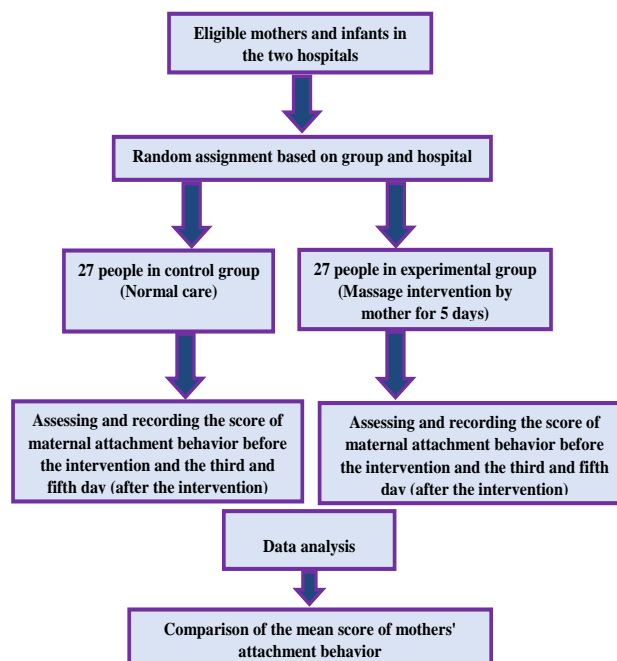 Eligible mothers and infants in
the two hospitals
Random assignment based on group and hospital
27 people in control group
(Normal care)
27 people in experimental group
(Massage intervention by
mother for 5 days)
Assessing and recording the score of
maternal attachment behavior before
the intervention and the third and
fifth day (after the intervention)
Assessing and recording the score of
maternal attachment behavior before
the intervention and the third and fifth
day (after the intervention)
Data analysis
Comparison of the mean score of mothers'
attachment behavior